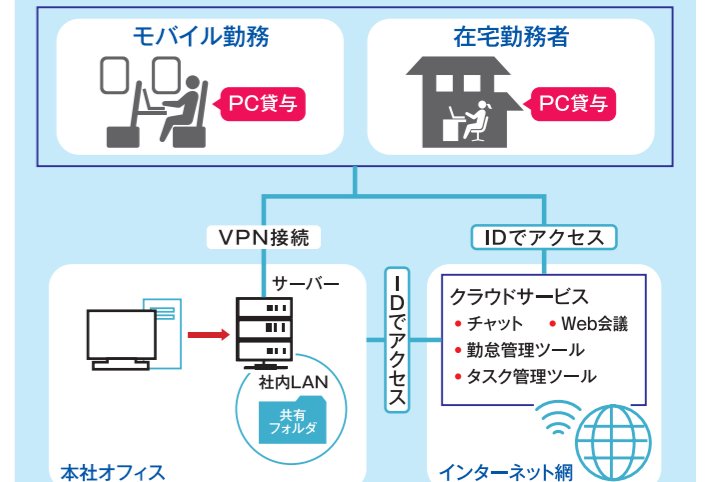 モバイル勤務
PC貸与
在宅勤務者
PC貸与
VPN接続
IDでアクセス
サーバー
社内LAN
共有
フォルダ
本社オフィス
IDでアクセス
クラウドサービス
• チャット • Web会議
• 勤怠管理ツール
• タスク管理ツール
インターネット網